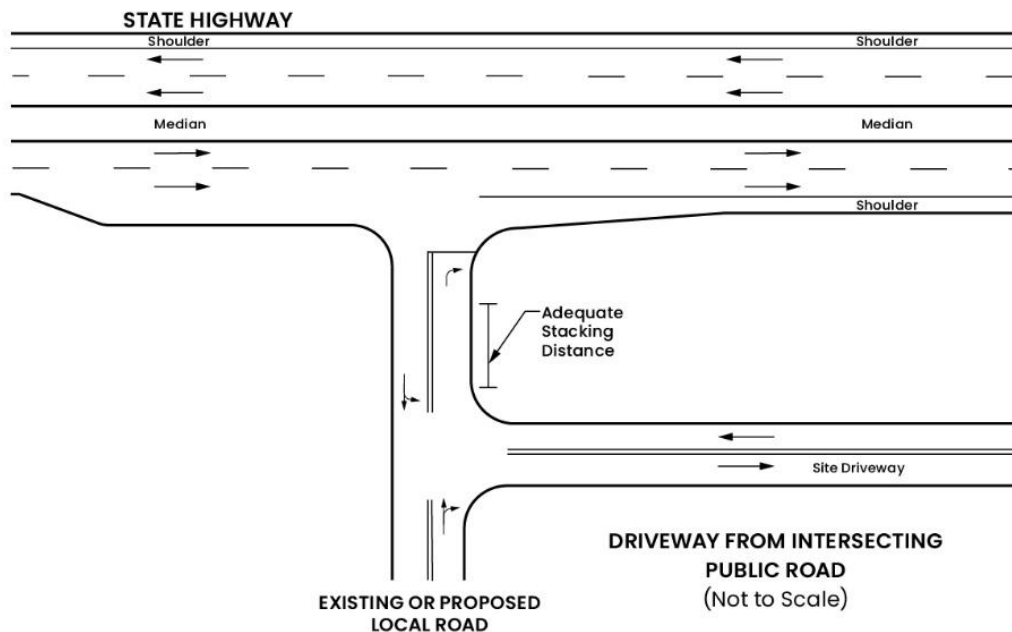 STATE HIGHWAY
Shoulder
Shoulder
Median
Median
Shoulder
Adequate
Stacking
Distance
Site Driveway
DRIVEWAY FROM INTERSECTING
PUBLIC ROAD
(Not to Scale)
EXISTING OR PROPOSED
LOCAL ROAD